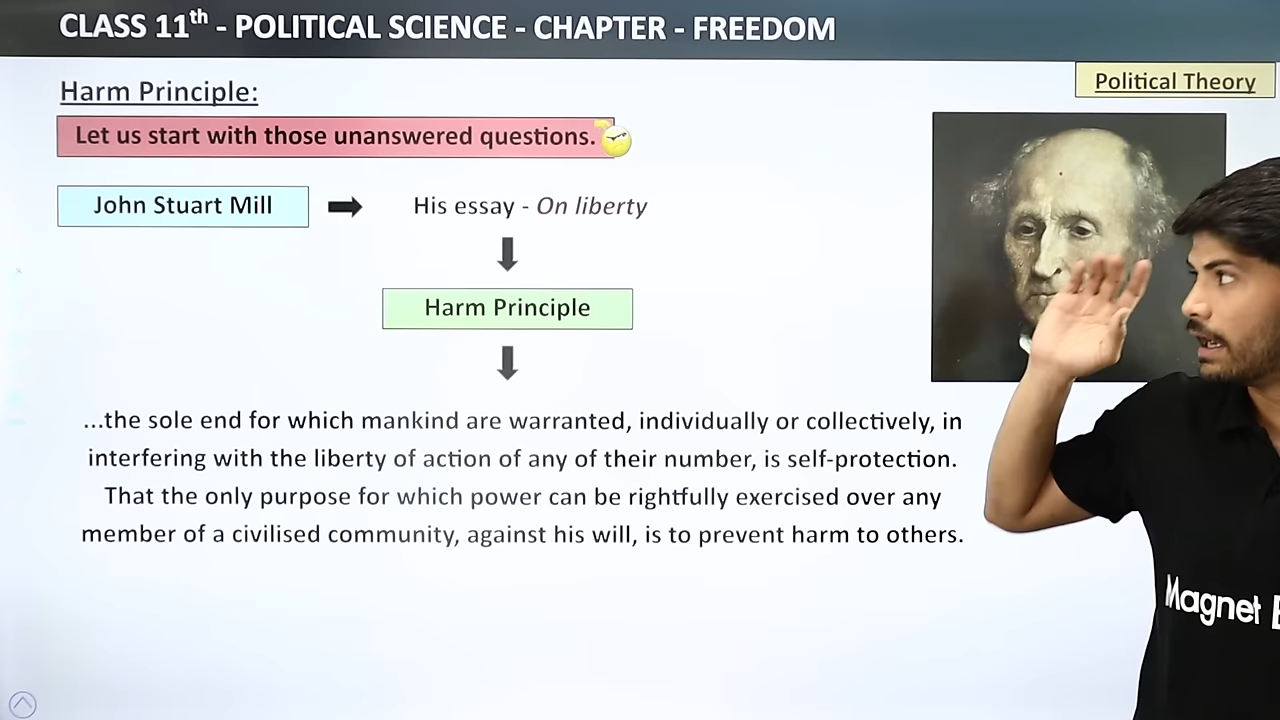 CLASS 11th - POLITICAL SCIENCE - CHAPTER - FREEDOM
Political Theory
Harm Principle:
Let us start with those unanswered questions.
John Stuart Mill
His essay - On liberty
Harm Principle
...the sole end for which mankind are warranted, individually or collectively, in
interfering with the liberty of action of any of their number, is self-protection.
That the only purpose for which power can be rightfully exercised over any
member of a civilised community, against his will, is to prevent harm to others.
Magnet